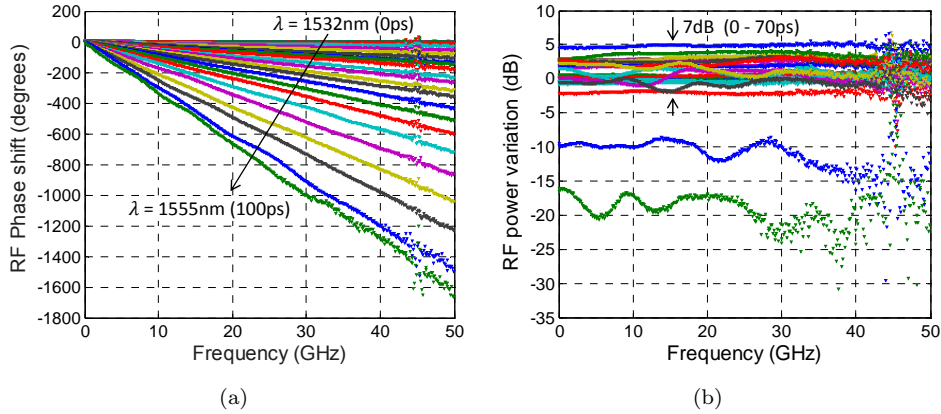 λ = 1532nm (0ps)
0
-200
-400
-600
-800
-1000
-1200
-1400
-1600
-1800
RF Phase shift (degrees)
λ = 1555nm (100ps)
0 10 20 30 40 50
Frequency (GHz)
(a)
7dB (0 - 70ps)
10
5
0
-5
-10
-15
-20
-25
-30
-35
RF power variation (dB)
0 10 20 30 40 50
Frequency (GHz)
(b)